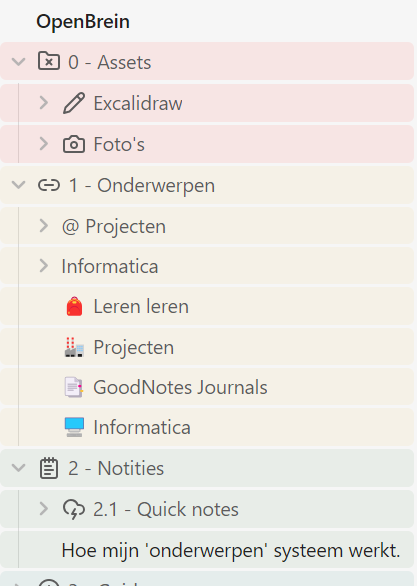 OpenBrein
0 - Assets
Excalidraw
Foto's
1 - Onderwerpen
@ Projecten
Informatica
Leren leren
Projecten
GoodNotes Journals
Informatica
2 - Notities
2.1 - Quick notes
Hoe mijn 'onderwerpen' systeem werkt.